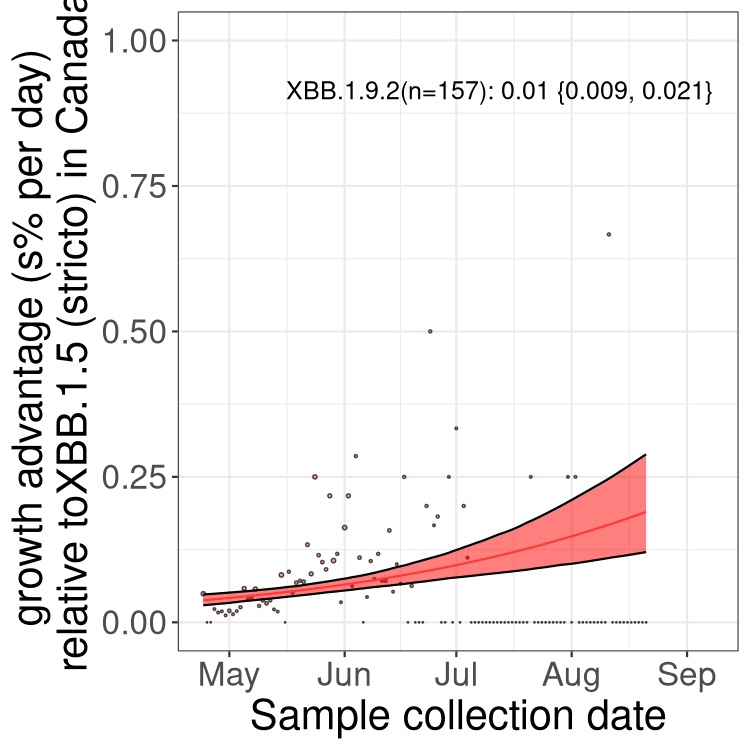 growth advantage (s% per day)
relative toXBB.1.5 (stricto) in Canada
1.00
0.75
0.50
0.25
0.00
XBB.1.9.2(n=157): 0.01 {0.009, 0.021}
May Jun Jul Aug Sep
Sample collection date